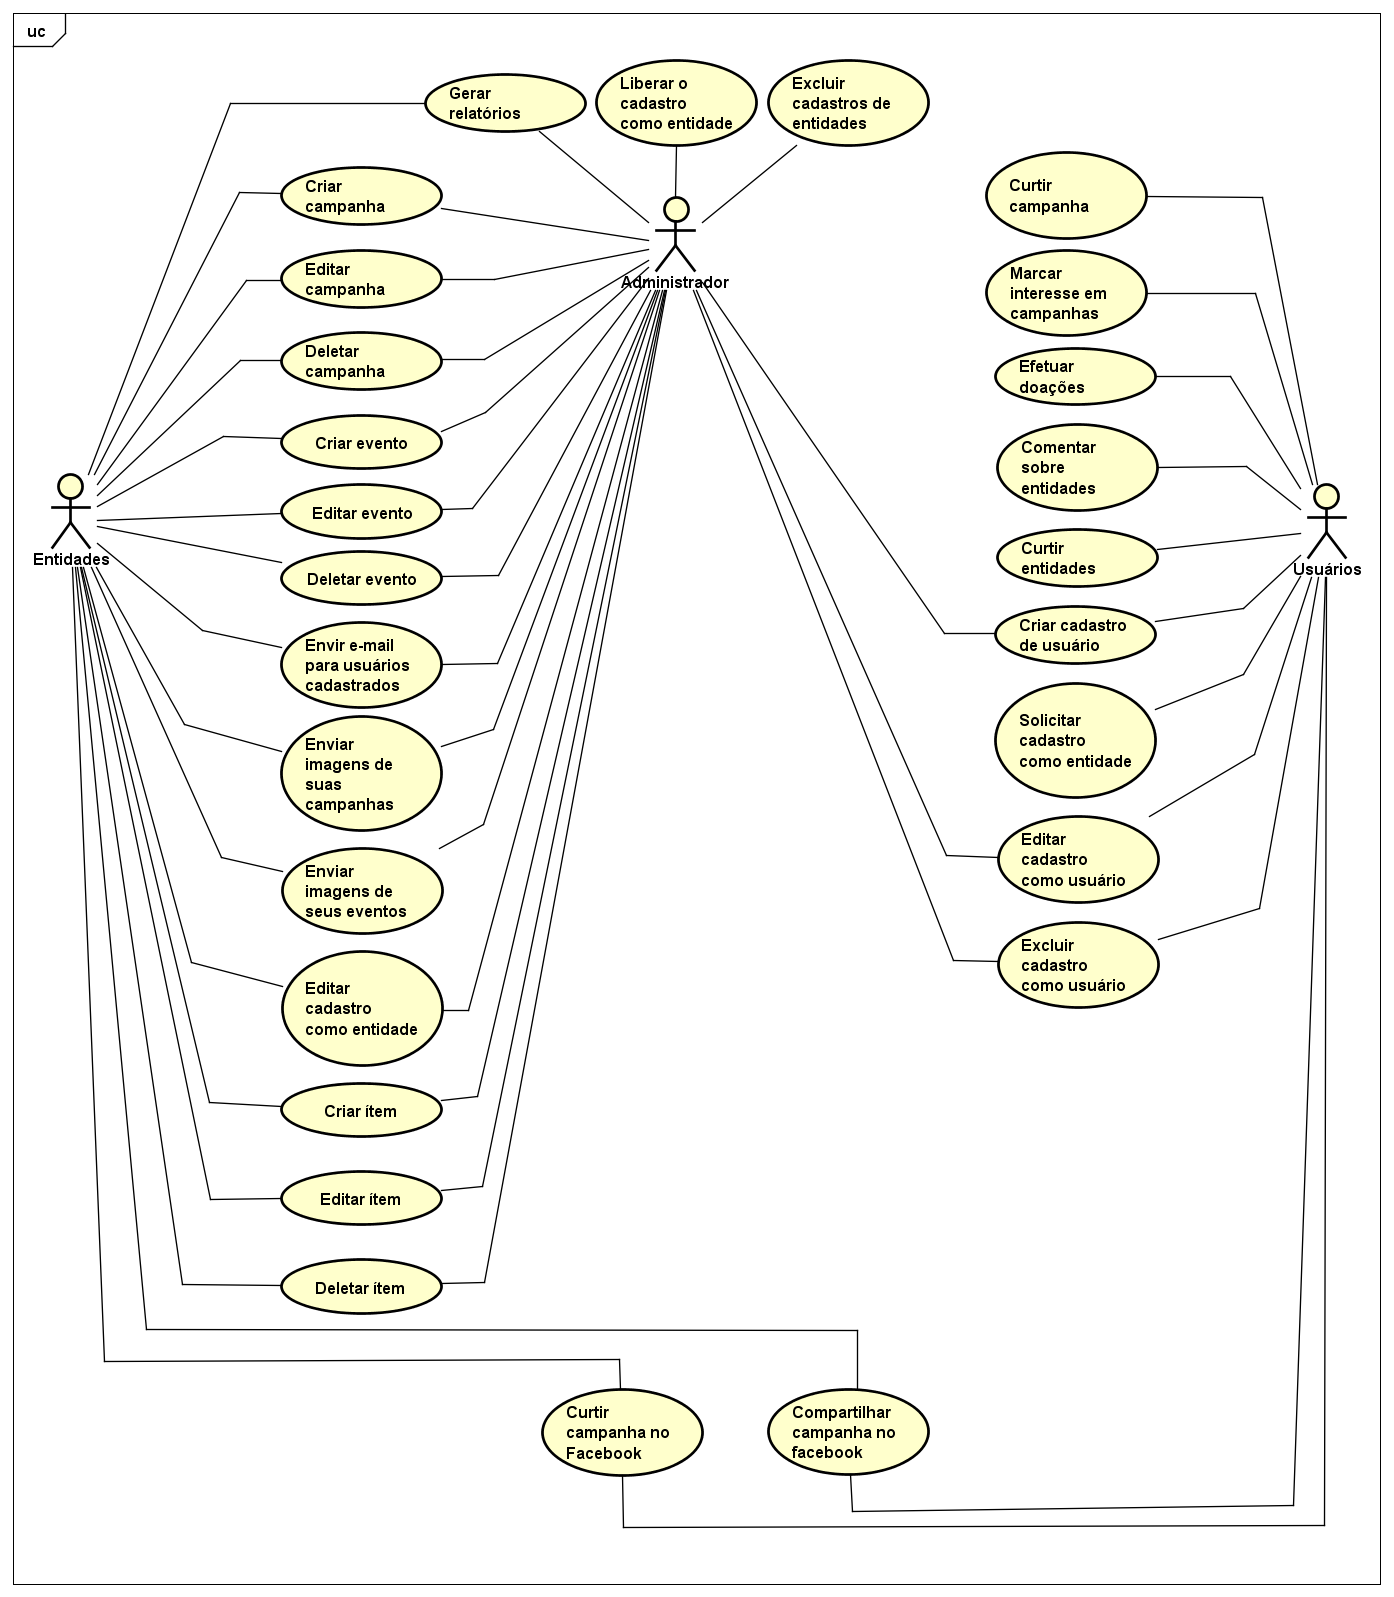 uc
Gerar
relatórios
Liberar o
cadastro
como entidade
Excluir
cadastros de
entidades
Administrador
Criar
campanha
Editar
campanha
Deletar
campanha
Criar evento
Editar evento
Deletar evento
Entidades
Envir e-mail
para usuários
cadastrados
Enviar
imagens de
suas
campanhas
Enviar
imagens de
seus eventos
Editar
cadastro
como entidade
Criar ítem
Editar ítem
Deletar ítem
Curtir
campanha
Marcar
interesse em
campanhas
Efetuar
doações
Comentar
sobre
entidades
Curtir
entidades
Usuários
Criar cadastro
de usuário
Solicitar
cadastro
como entidade
Editar
cadastro
como usuário
Excluir
cadastro
como usuário
Curtir
campanha no
Facebook
Compartilhar
campanha no
facebook